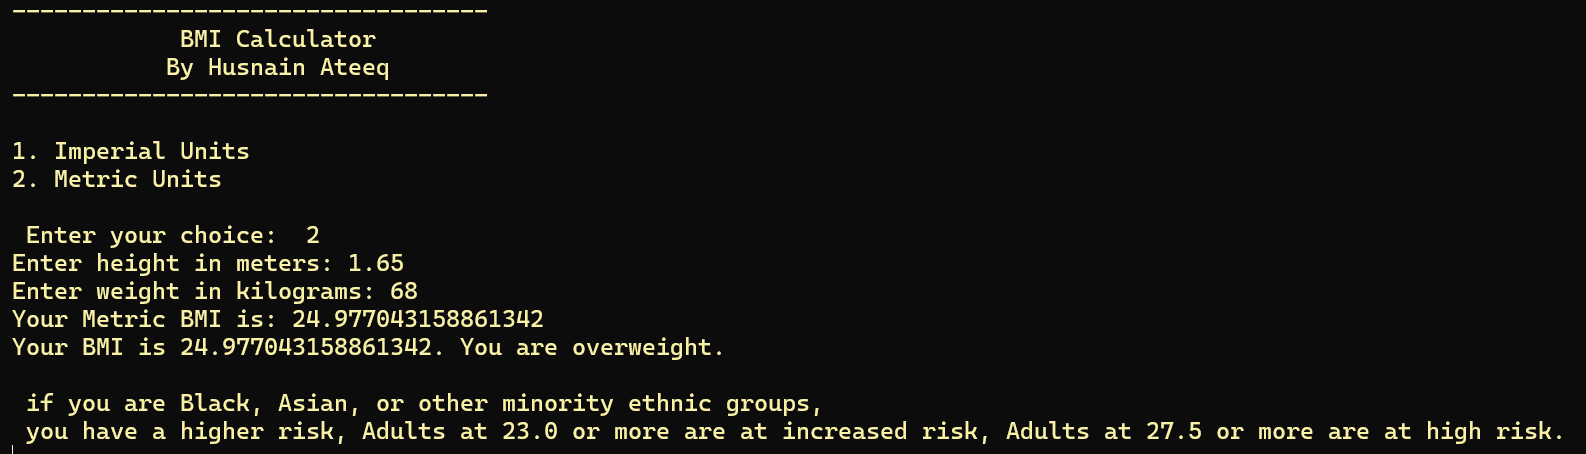 ----------------------------------
BMI Calculator
By Husnain Ateeq
----------------------------------
1. Imperial Units
2. Metric Units
Enter your choice:  2
Enter height in meters: 1.65
Enter weight in kilograms: 68
Your Metric BMI is: 24.977043158861342
Your BMI is 24.977043158861342. You are overweight.
if you are Black, Asian, or other minority ethnic groups,
you have a higher risk, Adults at 23.0 or more are at increased risk, Adults at 27.5 or more are at high risk.